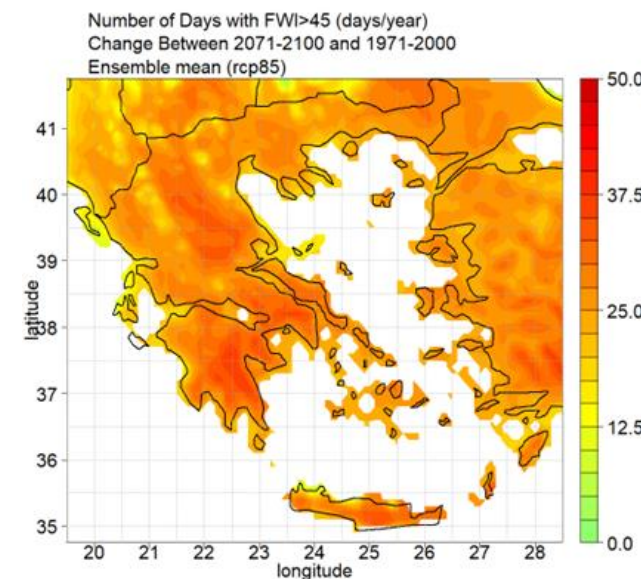 Number of Days with FWI>45 (days/year)
Change Between 2071-2100 and 1971-2000
Ensemble mean (rcp85)
50.0
37.5
25.0
12.5
0.0
latitude
41
40
39
38
37
36
35
20 21 22 23 24 25 26 27 28
longitude